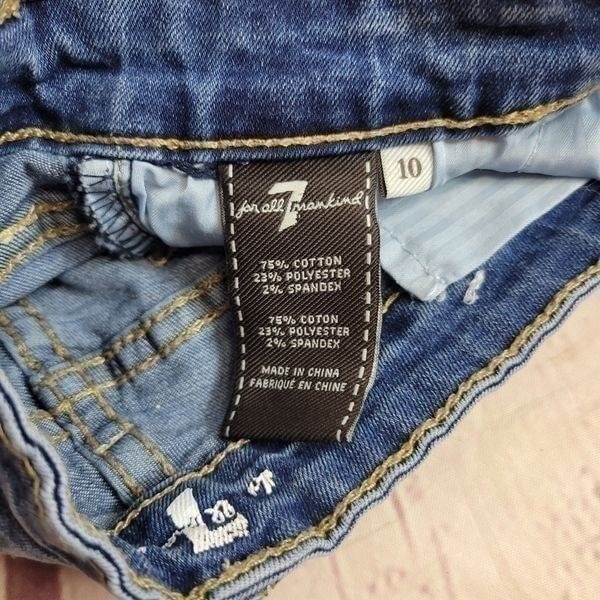 10
7
for all mankind
75% COTTON
23% POLYESTER
2% SPANDEX
75% COTON
23% POLYESTER
2% SPANDEX
MADE IN CHINA
FABRIQUÉ EN CHINE